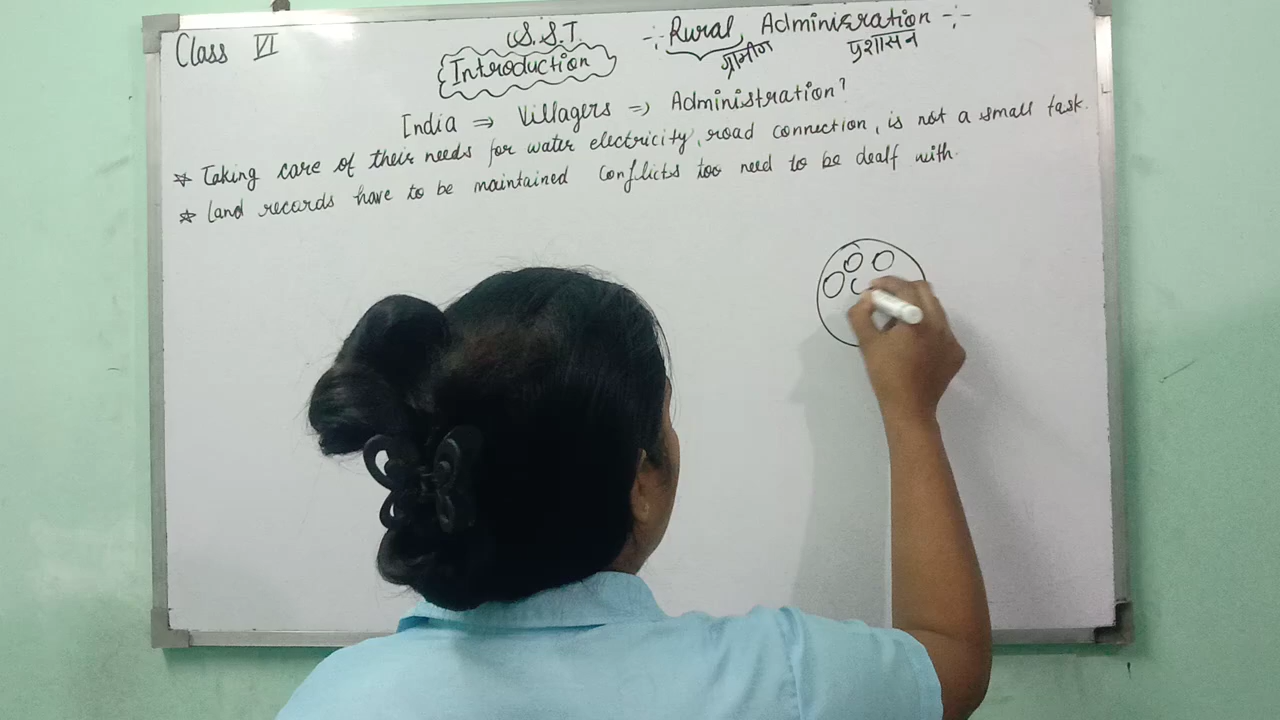 Class VI
S.S.T.
-:- Rural Administration -:-
ग्रामीण प्रशासन
Introduction
India ⇒ Villagers ⇒ Administration?
☆ Taking care of their needs for water electricity, road connection, is not a small task.
☆ Land records have to be maintained conflicts too need to be dealf with.